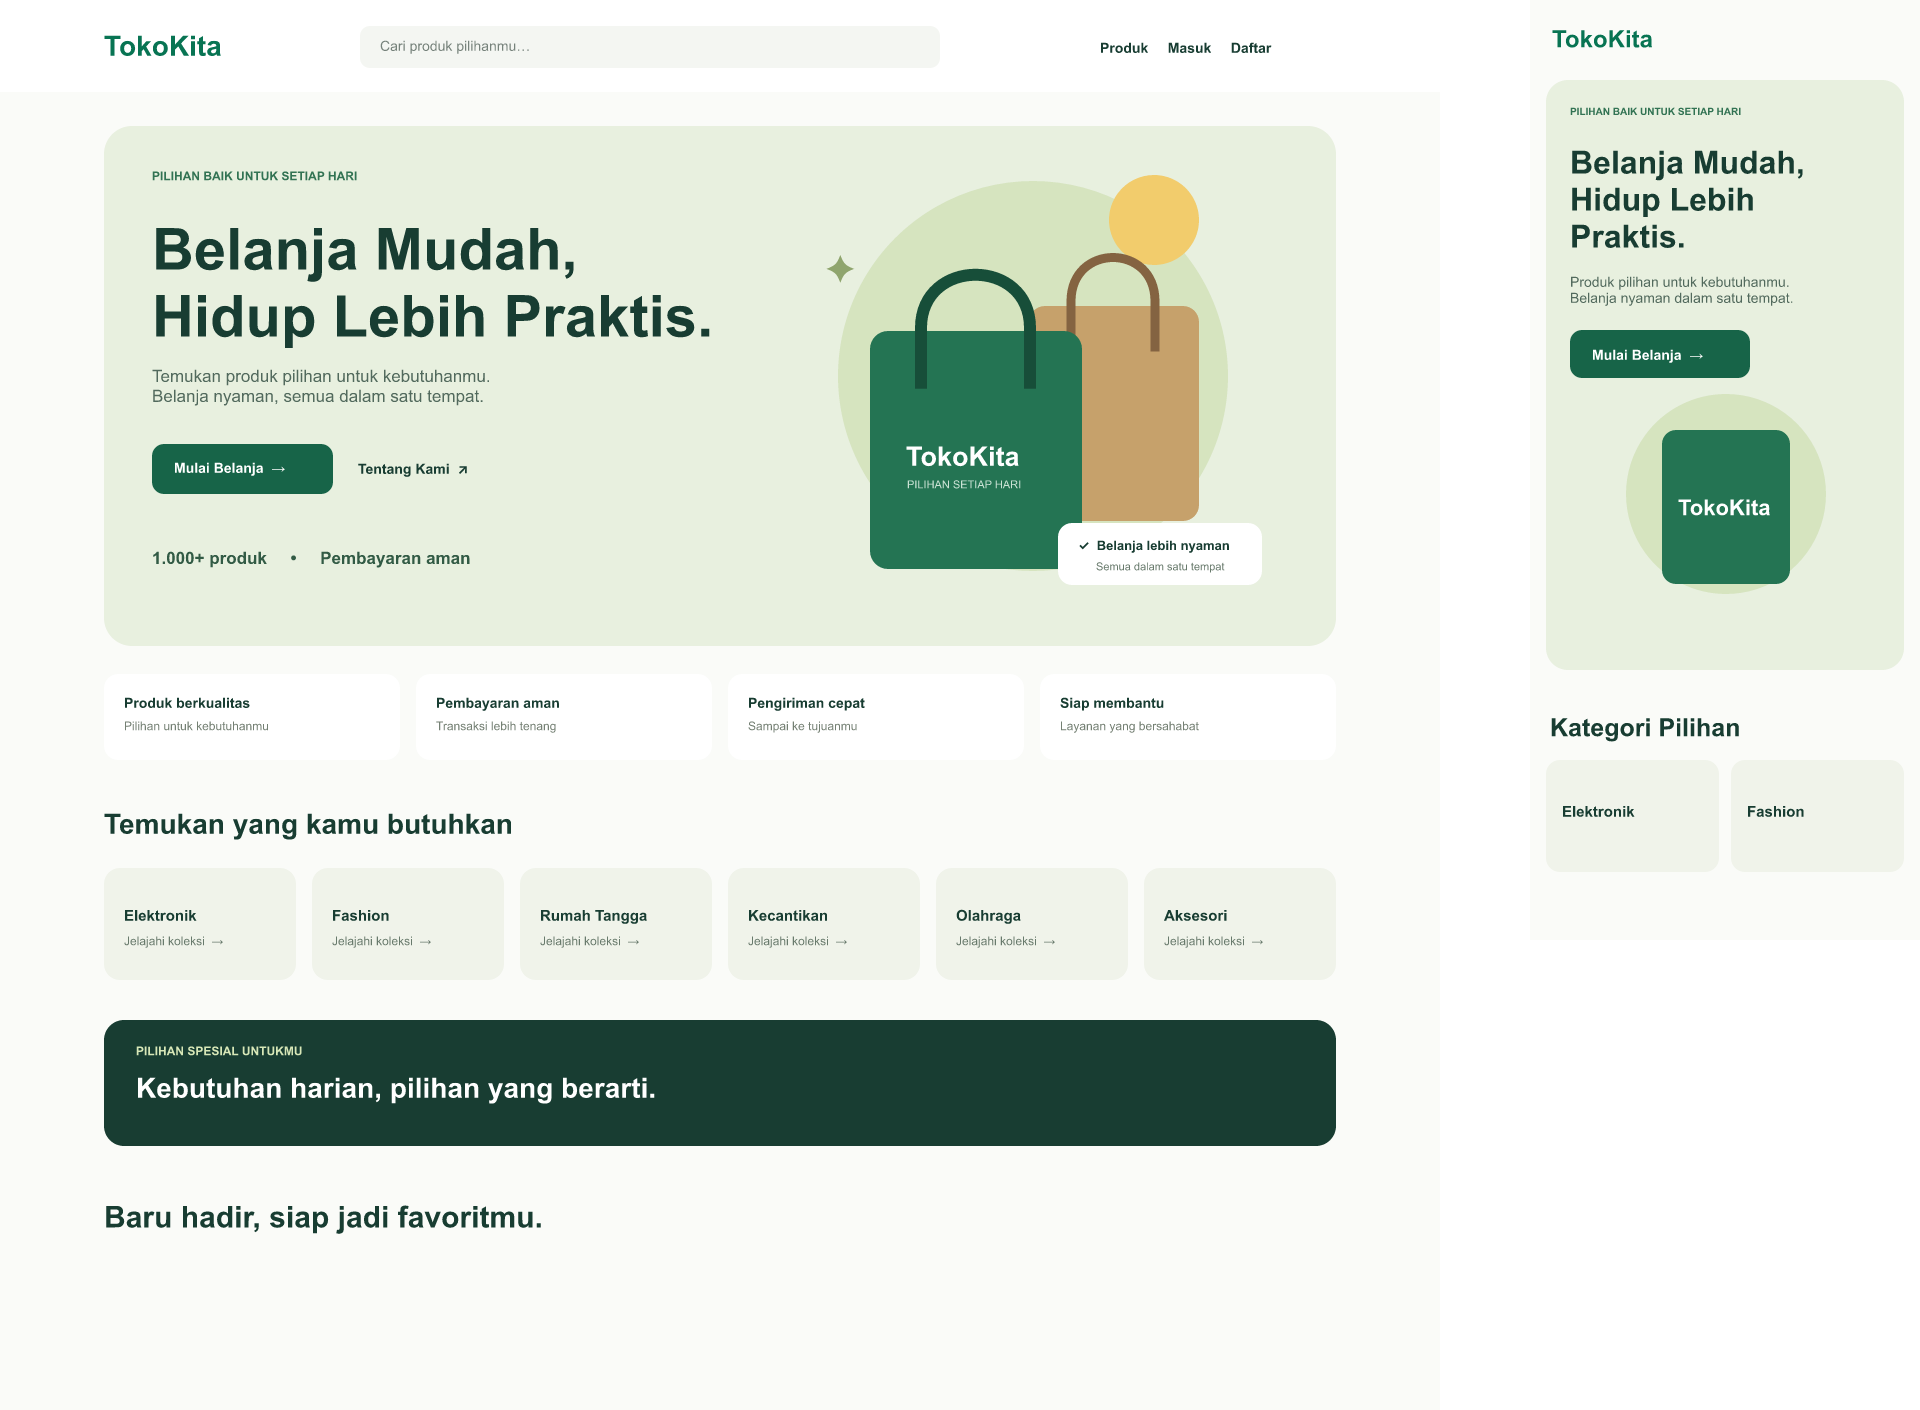 TokoKita
Cari produk pilihanmu...
Produk Masuk Daftar
PILIHAN BAIK UNTUK SETIAP HARI
Belanja Mudah,
Hidup Lebih Praktis.
Temukan produk pilihan untuk kebutuhanmu.
Belanja nyaman, semua dalam satu tempat.
Mulai Belanja →
Tentang Kami ↗
1.000+ produk • Pembayaran aman
TokoKita
PILIHAN SETIAP HARI
✓ Belanja lebih nyaman
Semua dalam satu tempat
Produk berkualitas
Pilihan untuk kebutuhanmu
Pembayaran aman
Transaksi lebih tenang
Pengiriman cepat
Sampai ke tujuanmu
Siap membantu
Layanan yang bersahabat
Temukan yang kamu butuhkan
Elektronik
Jelajahi koleksi →
Fashion
Jelajahi koleksi →
Rumah Tangga
Jelajahi koleksi →
Kecantikan
Jelajahi koleksi →
Olahraga
Jelajahi koleksi →
Aksesori
Jelajahi koleksi →
PILIHAN SPESIAL UNTUKMU
Kebutuhan harian, pilihan yang berarti.
Baru hadir, siap jadi favoritmu.
TokoKita
PILIHAN BAIK UNTUK SETIAP HARI
Belanja Mudah,
Hidup Lebih
Praktis.
Produk pilihan untuk kebutuhanmu.
Belanja nyaman dalam satu tempat.
Mulai Belanja →
TokoKita
Kategori Pilihan
Elektronik
Fashion